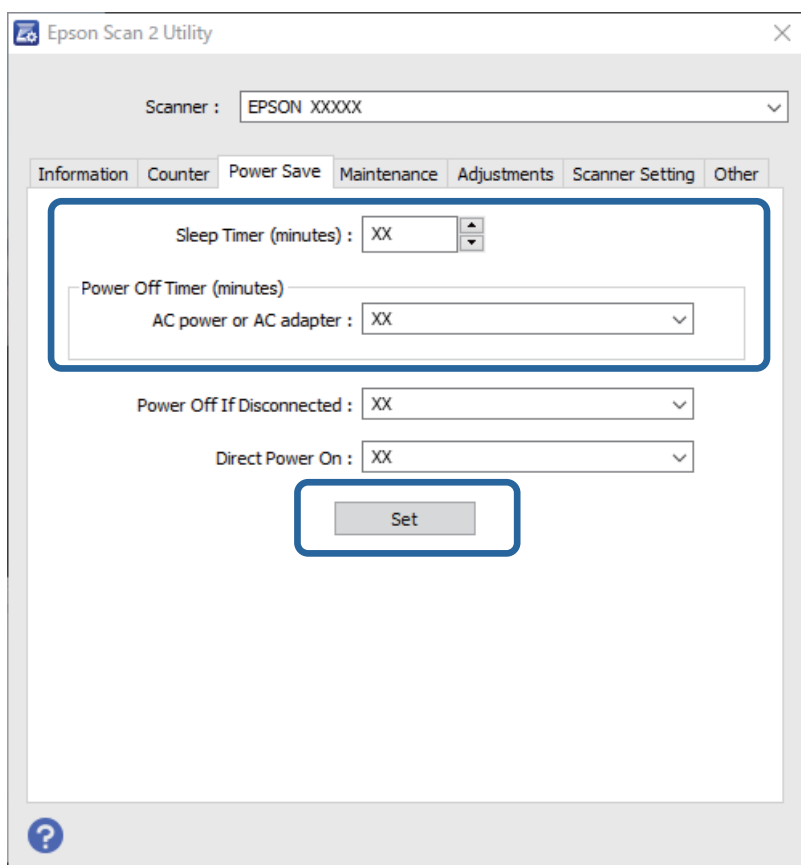 Epson Scan 2 Utility
Scanner : EPSON XXXXX
Information Counter Power Save Maintenance Adjustments Scanner Setting Other
Sleep Timer (minutes) : XX
Power Off Timer (minutes)
AC power or AC adapter : XX
Power Off If Disconnected : XX
Direct Power On : XX
Set
?